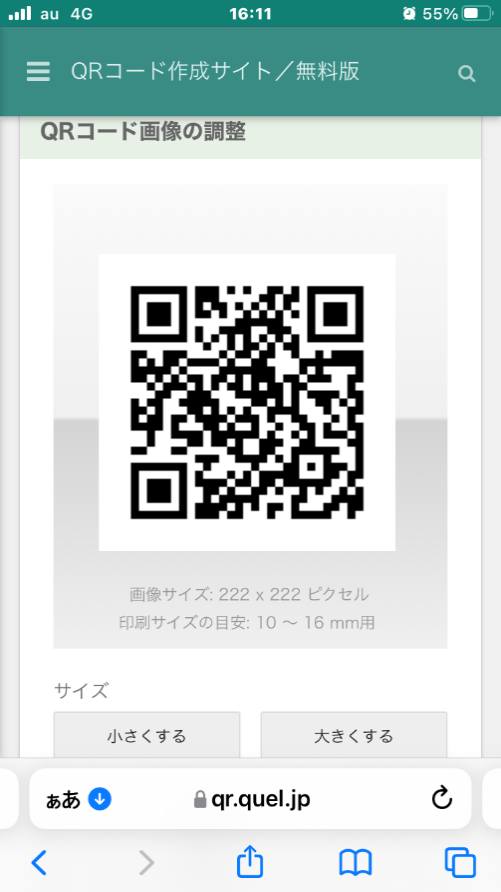 au 4G 16:11 55%
QRコード作成サイト／無料版
QRコード画像の調整
画像サイズ: 222 x 222 ピクセル
印刷サイズの目安: 10 〜 16 mm用
サイズ
小さくする 大きくする
ぁあ qr.quel.jp